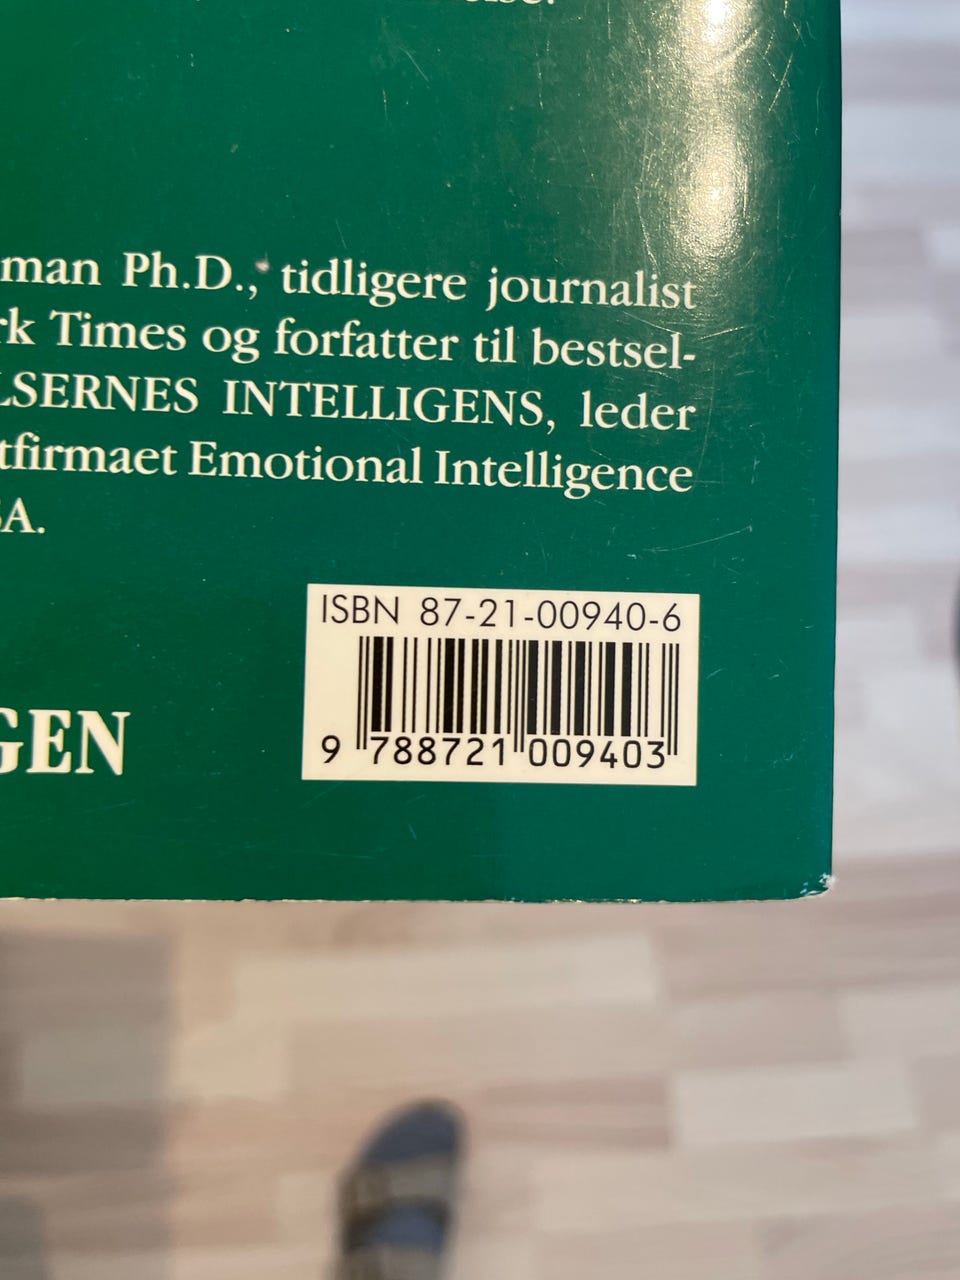 man Ph.D., tidligere journalist
rk Times og forfatter til bestsel-
LSERNES INTELLIGENS, leder
tfirmaet Emotional Intelligence
SA.
ISBN 87-21-00940-6
9 788721 009403
GEN